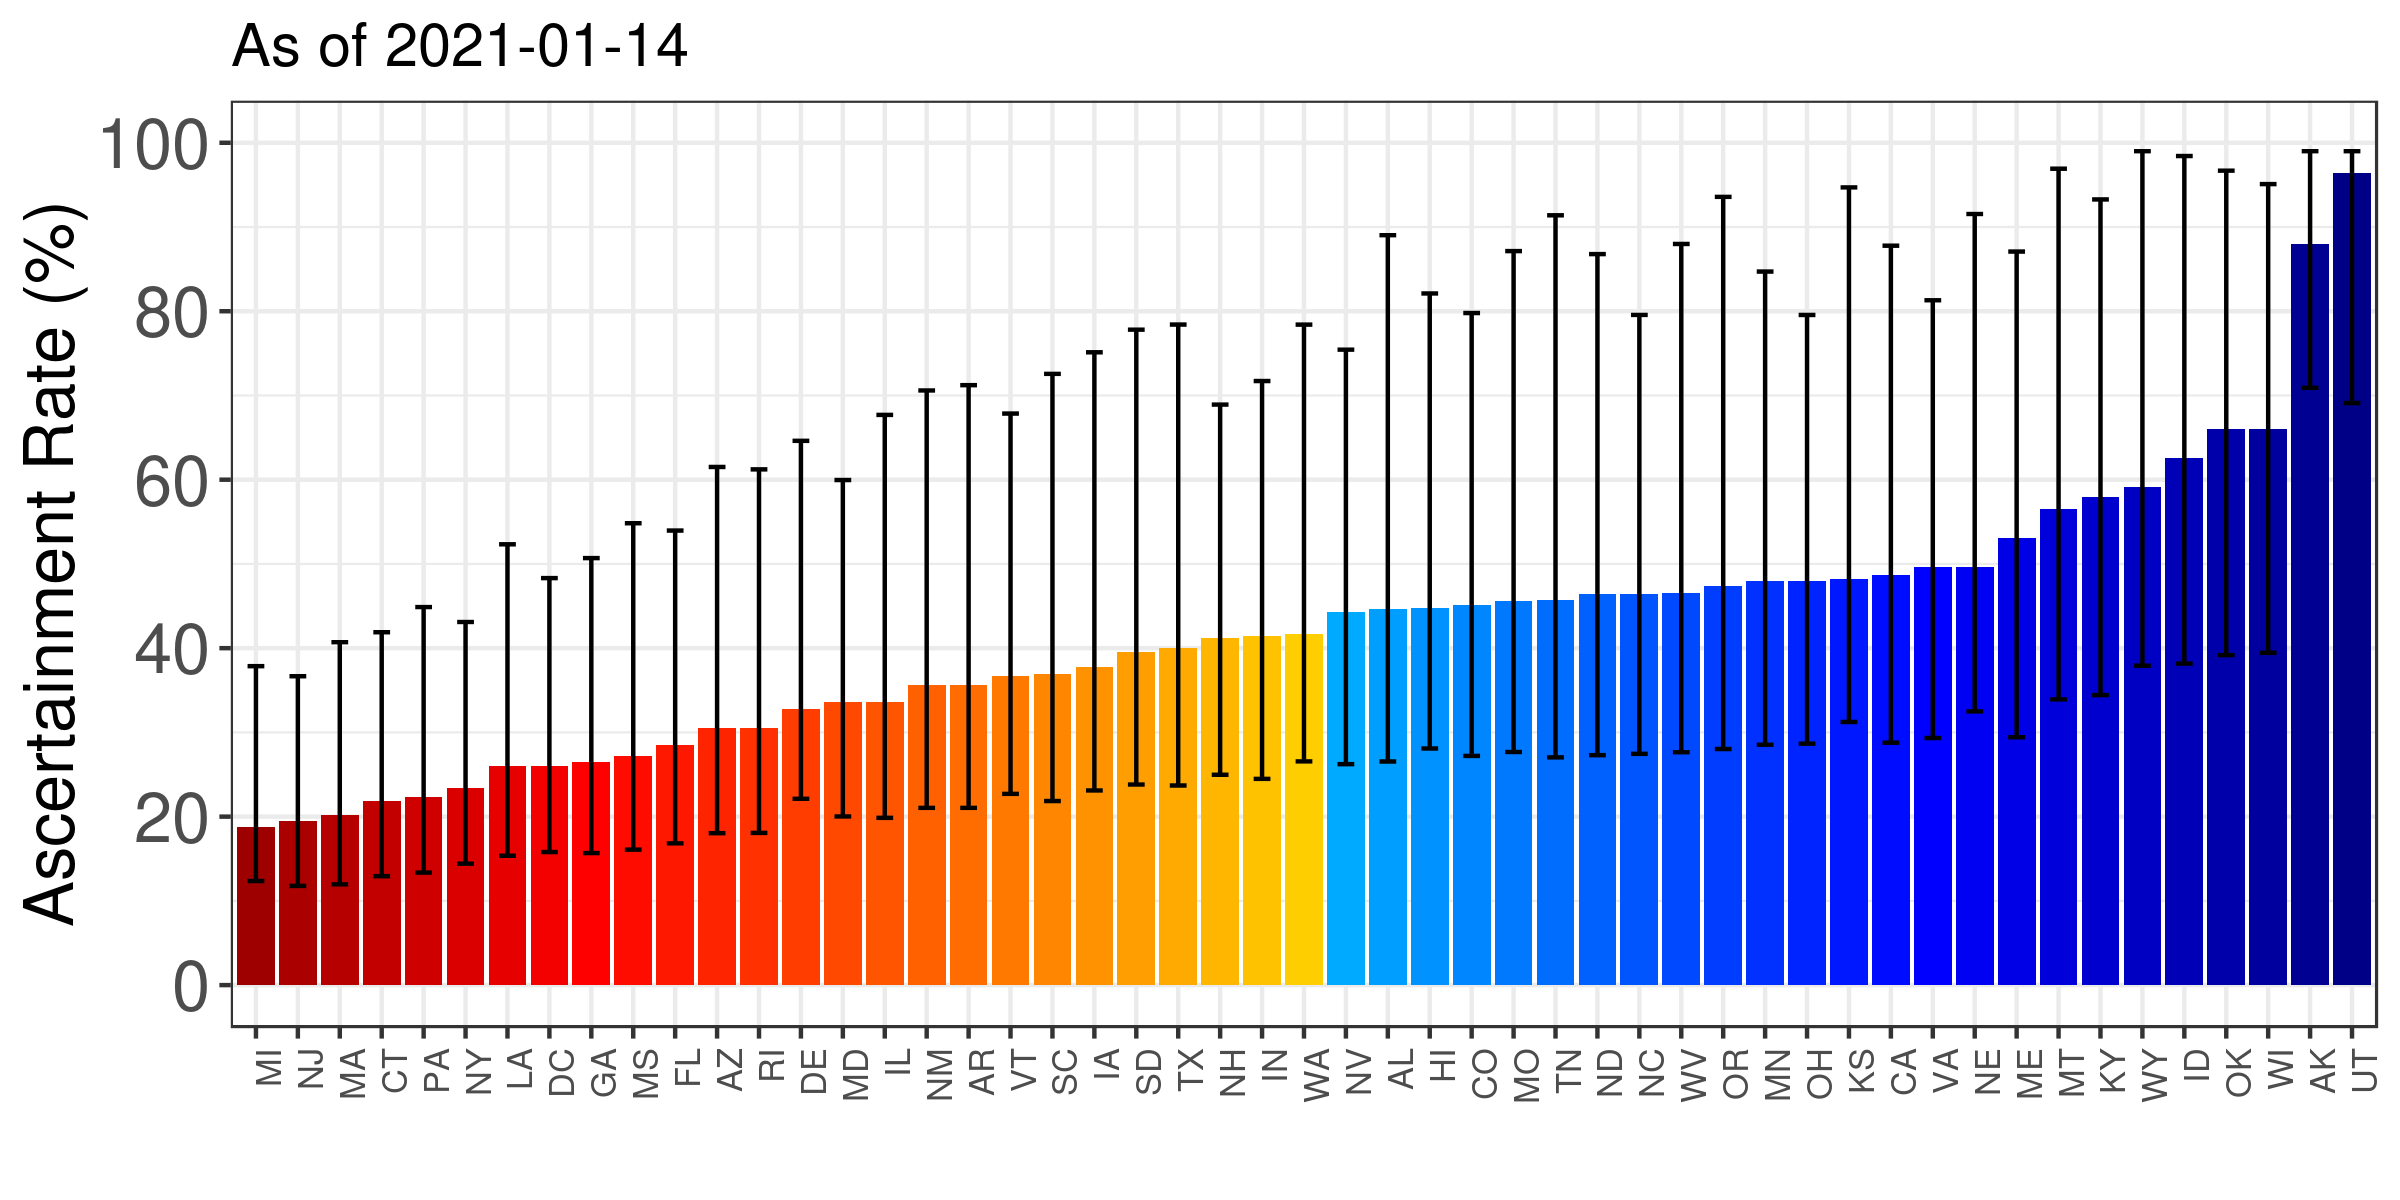 As of 2021-01-14
Ascertainment Rate (%)
100
80
60
40
20
0
MI NJ MA CT PA NY LA DC GA MS FL AZ RI DE MD IL NM AR VT SC IA SD TX NH IN WA NV AL HI CO MO TN ND NC WV OR MN OH KS CA VA NE ME MT KY WY ID OK WI AK UT